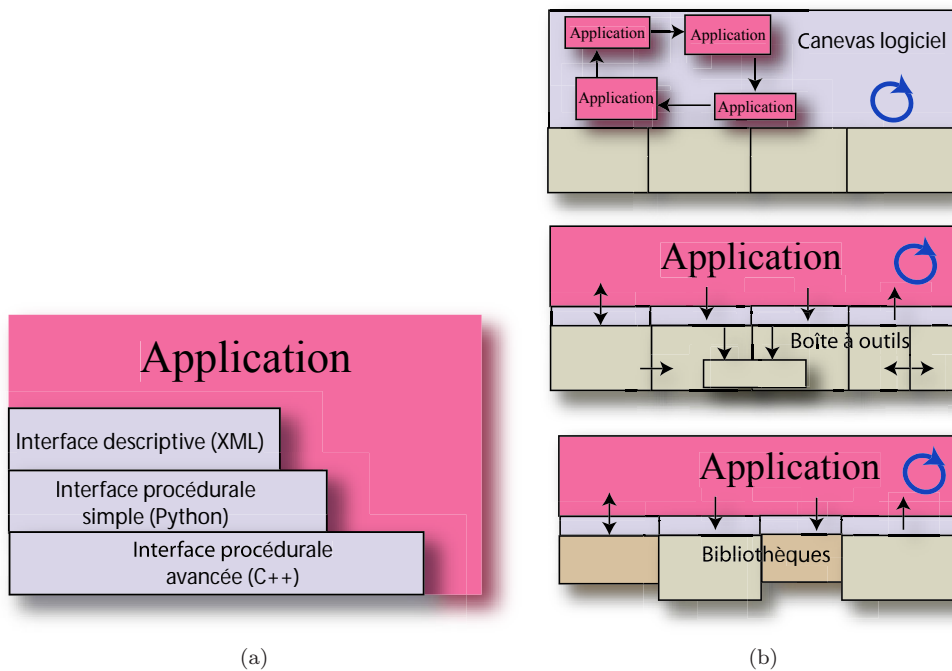 Application
Interface descriptive (XML)
Interface procédurale
simple (Python)
Interface procédurale
avancée (C++)
(a)
Application
Application
Canevas logiciel
Application
Application
Application
Boîte à outils
Application
Bibliothèques
(b)